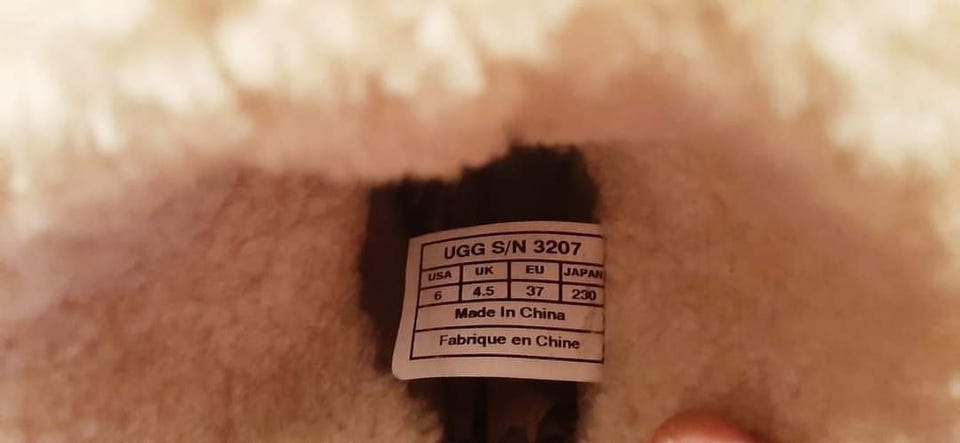 UGG S/N 3207
USA UK EU JAPAN
6 4.5 37 230
Made In China
Fabrique en Chine